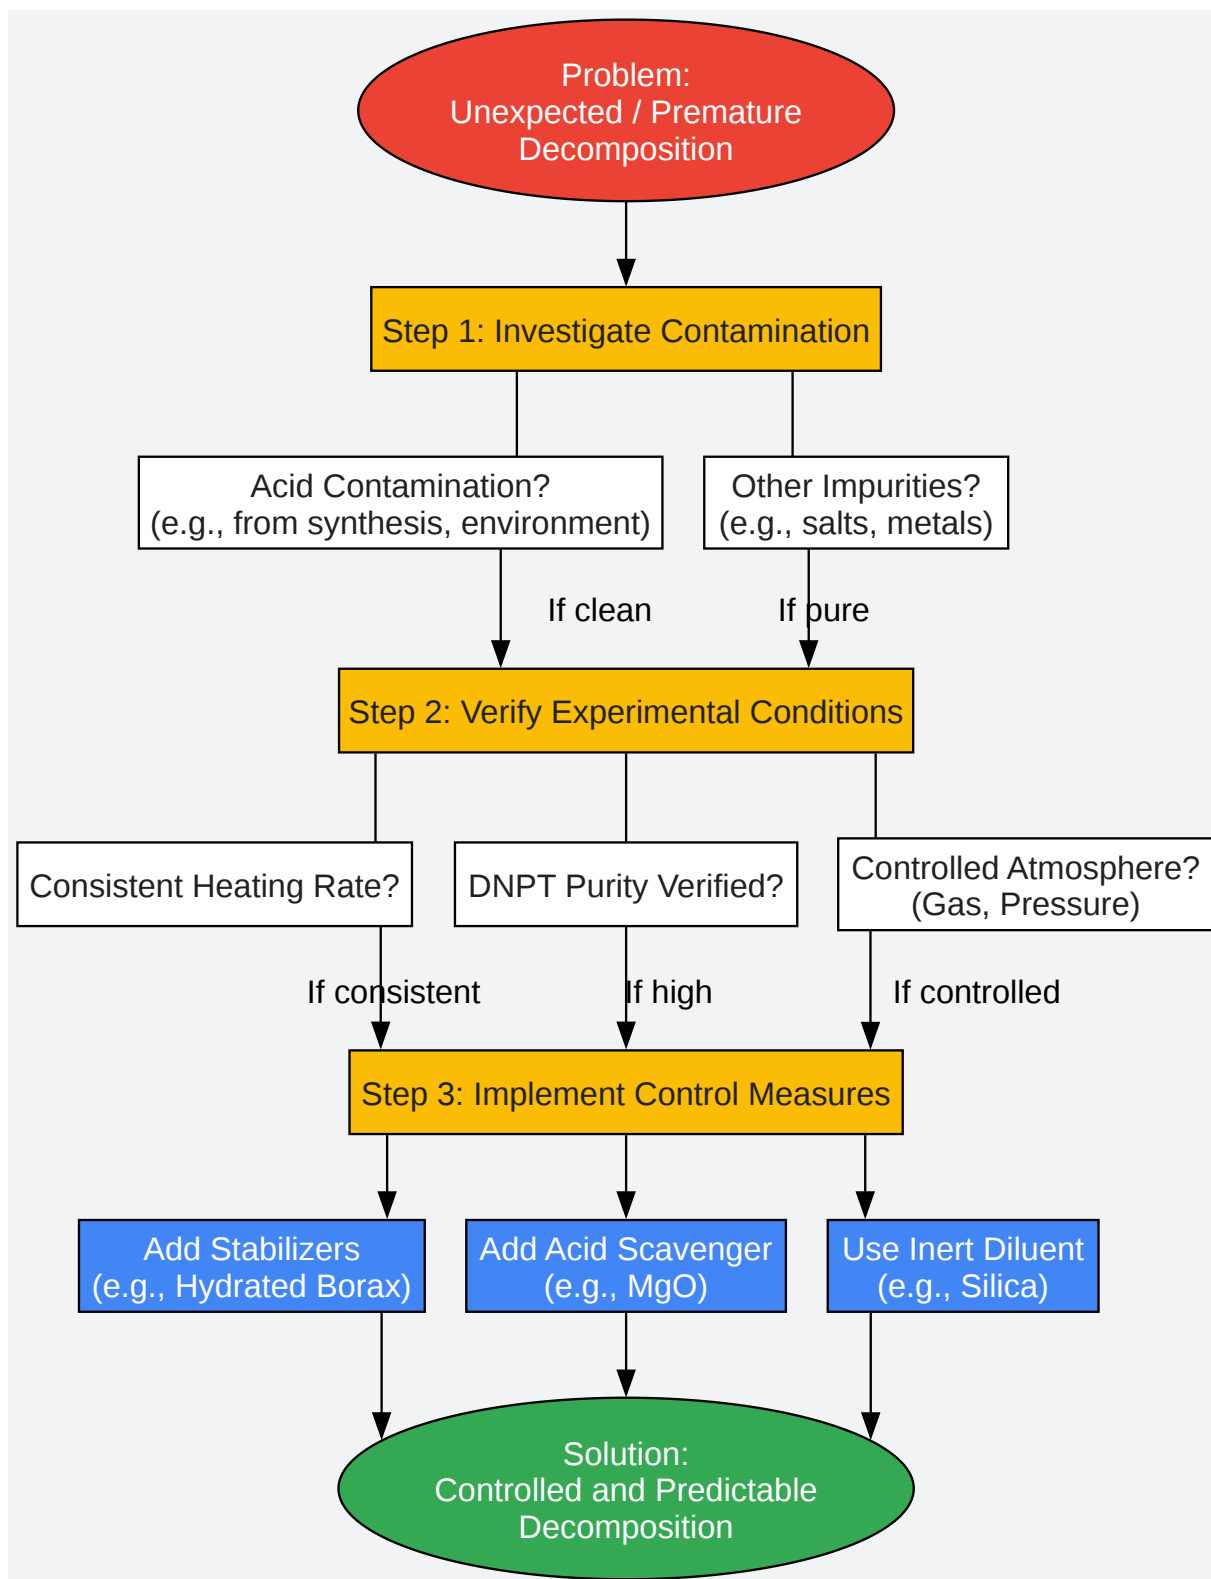 Problem:
Unexpected / Premature
Decomposition
Step 1: Investigate Contamination
Acid Contamination?
(e.g., from synthesis, environment)
Other Impurities?
(e.g., salts, metals)
If clean
If pure
Step 2: Verify Experimental Conditions
Consistent Heating Rate?
DNPT Purity Verified?
Controlled Atmosphere?
(Gas, Pressure)
If consistent
If high
If controlled
Step 3: Implement Control Measures
Add Stabilizers
(e.g., Hydrated Borax)
Add Acid Scavenger
(e.g., MgO)
Use Inert Diluent
(e.g., Silica)
Solution:
Controlled and Predictable
Decomposition